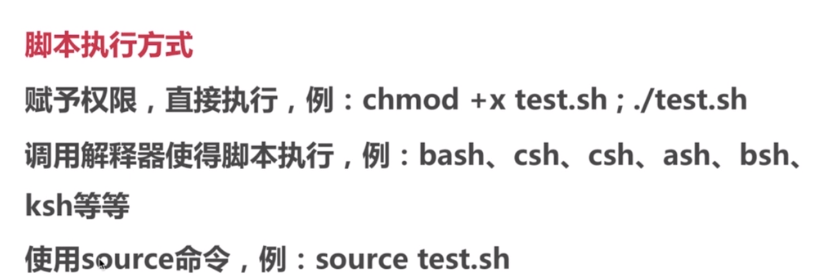 脚本执行方式
赋予权限，直接执行，例：chmod +x test.sh ; ./test.sh
调用解释器使得脚本执行，例：bash、csh、csh、ash、bsh、
ksh等等
使用source命令，例：source test.sh